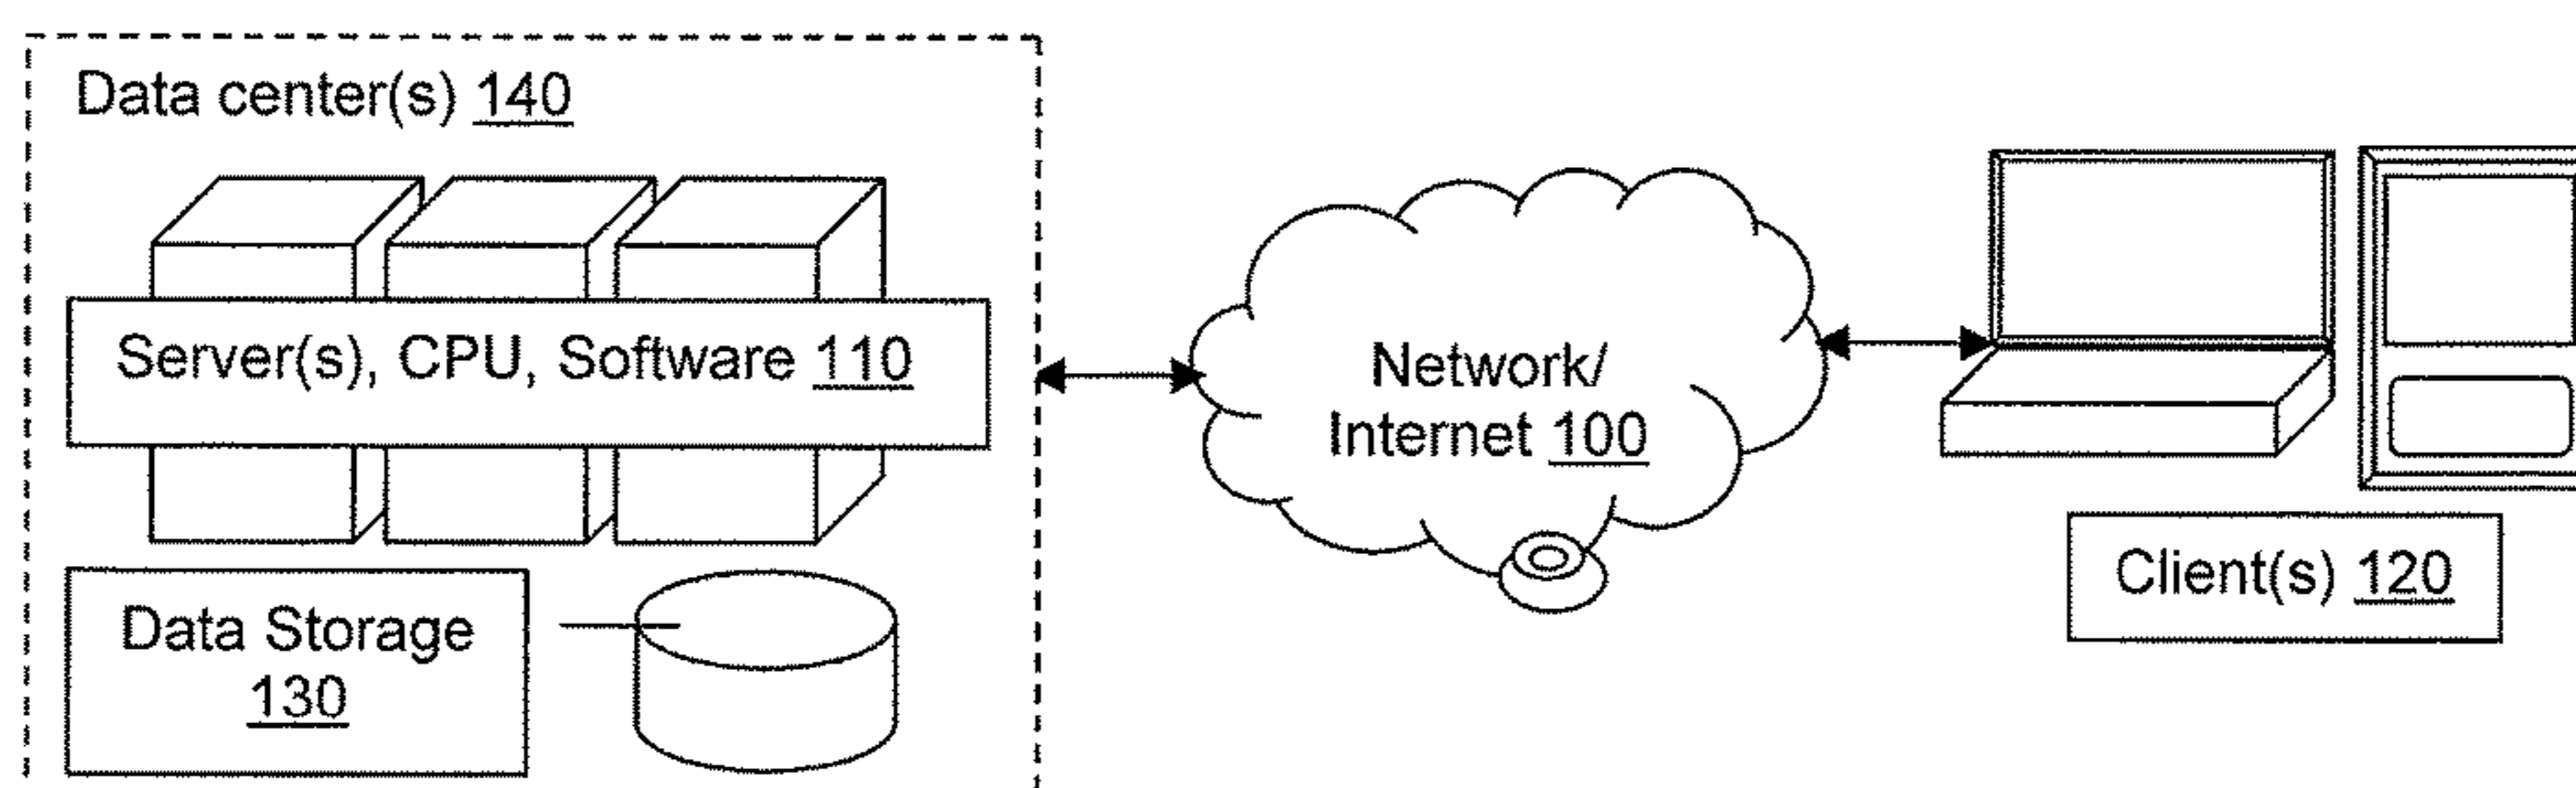 Data center(s) 140
Server(s), CPU, Software 110
Data Storage
130
Network/
Internet 100
Client(s) 120